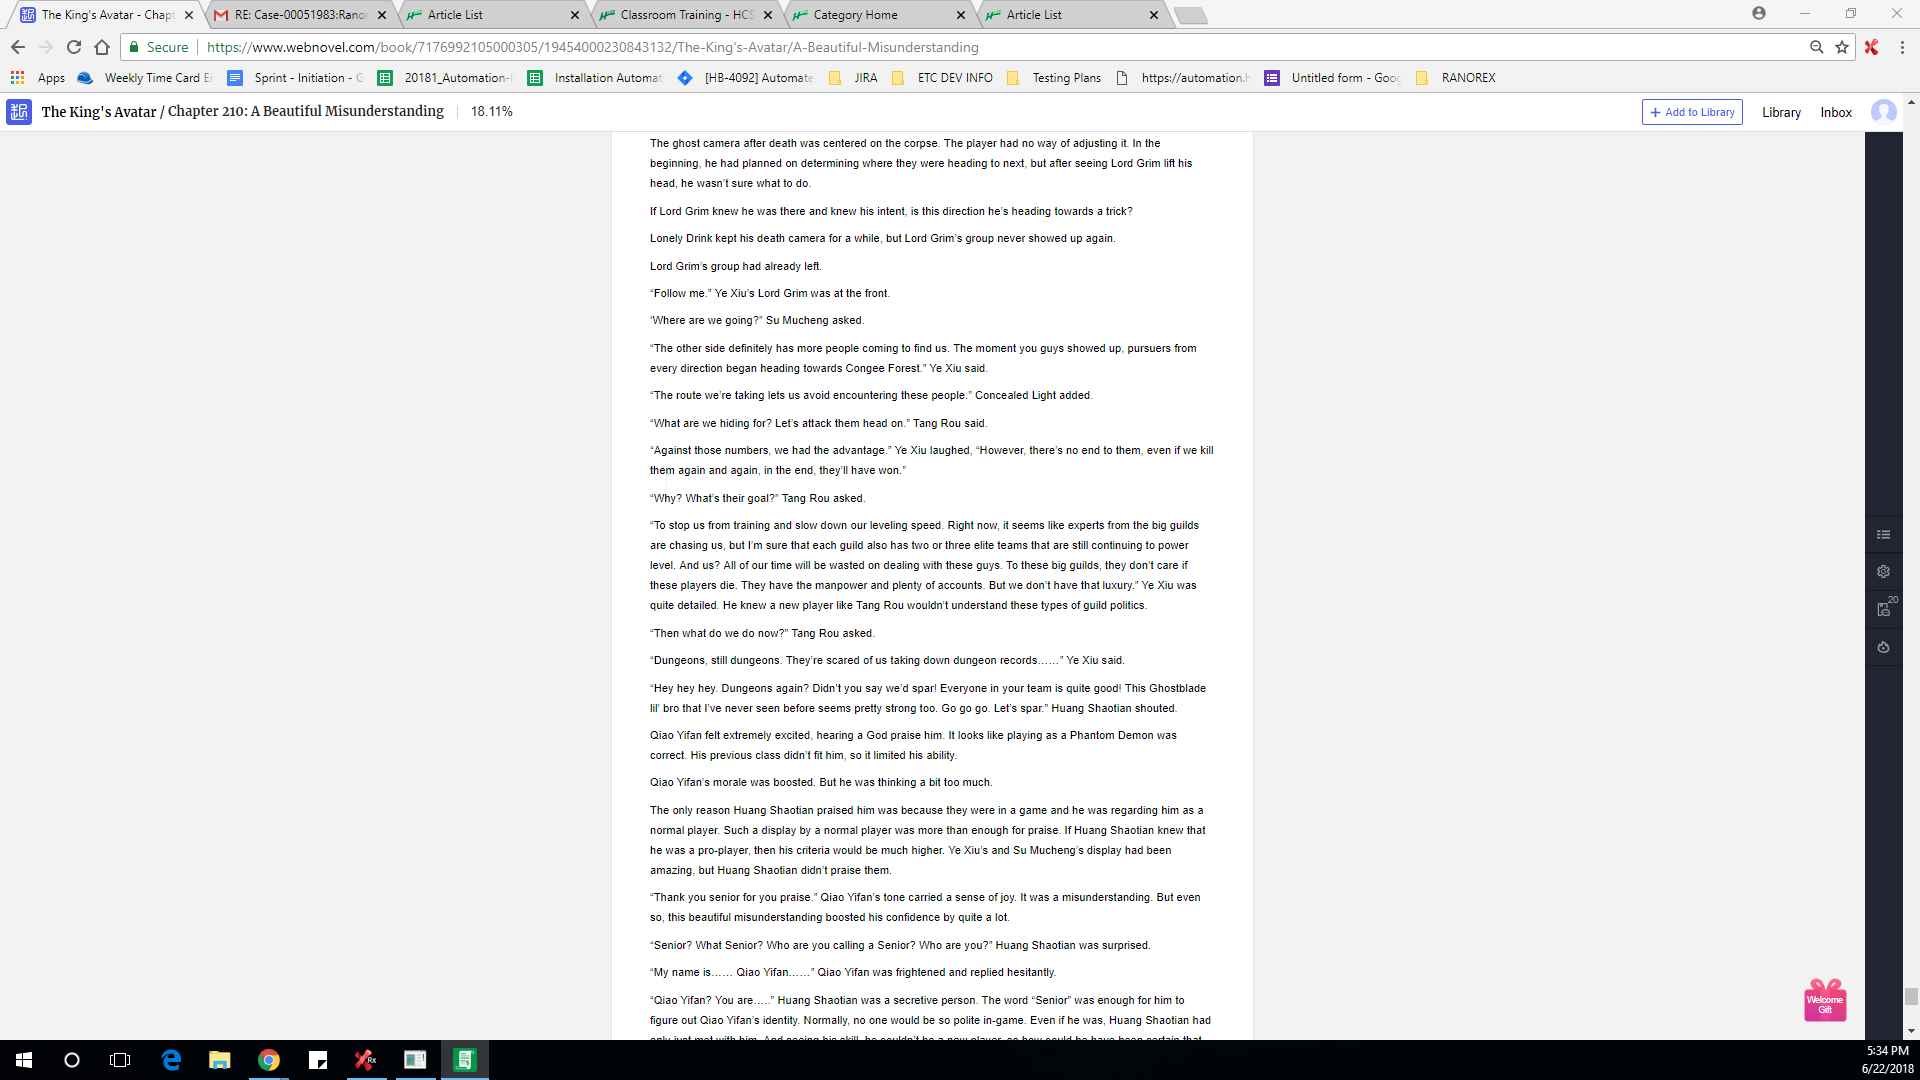 The King's Avatar - Chapt
RE: Case-00051983:Rano
Article List
Classroom Training - HCS
Category Home
Article List
Secure
https://www.webnovel.com/book/7176992105000305/19454000230843132/The-King's-Avatar/A-Beautiful-Misunderstanding
Apps
Weekly Time Card E
Sprint - Initiation - G
20181_Automation-
Installation Automat
[HB-4092] Automate
JIRA
ETC DEV INFO
Testing Plans
https://automation.h
Untitled form - Goog
RANOREX
The King's Avatar / Chapter 210: A Beautiful Misunderstanding
18.11%
+ Add to Library
Library
Inbox
The ghost camera after death was centered on the corpse. The player had no way of adjusting it. In the
beginning, he had planned on determining where they were heading to next, but after seeing Lord Grim lift his
head, he wasn’t sure what to do.
If Lord Grim knew he was there and knew his intent, is this direction he’s heading towards a trick?
Lonely Drink kept his death camera for a while, but Lord Grim’s group never showed up again.
Lord Grim’s group had already left.
“Follow me.” Ye Xiu’s Lord Grim was at the front.
‘Where are we going?” Su Mucheng asked.
“The other side definitely has more people coming to find us. The moment you guys showed up, pursuers from
every direction began heading towards Congee Forest.” Ye Xiu said.
“The route we’re taking lets us avoid encountering these people.” Concealed Light added.
“What are we hiding for? Let’s attack them head on.” Tang Rou said.
“Against those numbers, we had the advantage.” Ye Xiu laughed, “However, there’s no end to them, even if we kill
them again and again, in the end, they’ll have won.”
“Why? What’s their goal?” Tang Rou asked.
“To stop us from training and slow down our leveling speed. Right now, it seems like experts from the big guilds
are chasing us, but I’m sure that each guild also has two or three elite teams that are still continuing to power
level. And us? All of our time will be wasted on dealing with these guys. To these big guilds, they don’t care if
these players die. They have the manpower and plenty of accounts. But we don’t have that luxury.” Ye Xiu was
quite detailed. He knew a new player like Tang Rou wouldn’t understand these types of guild politics.
“Then what do we do now?” Tang Rou asked.
“Dungeons, still dungeons. They’re scared of us taking down dungeon records……” Ye Xiu said.
“Hey hey hey. Dungeons again? Didn’t you say we’d spar! Everyone in your team is quite good! This Ghostblade
lil’ bro that I’ve never seen before seems pretty strong too. Go go go. Let’s spar.” Huang Shaotian shouted.
Qiao Yifan felt extremely excited, hearing a God praise him. It looks like playing as a Phantom Demon was
correct. His previous class didn’t fit him, so it limited his ability.
Qiao Yifan’s morale was boosted. But he was thinking a bit too much.
The only reason Huang Shaotian praised him was because they were in a game and he was regarding him as a
normal player. Such a display by a normal player was more than enough for praise. If Huang Shaotian knew that
he was a pro-player, then his criteria would be much higher. Ye Xiu’s and Su Mucheng’s display had been
amazing, but Huang Shaotian didn’t praise them.
“Thank you senior for you praise.” Qiao Yifan’s tone carried a sense of joy. It was a misunderstanding. But even
so, this beautiful misunderstanding boosted his confidence by quite a lot.
“Senior? What Senior? Who are you calling a Senior? Who are you?” Huang Shaotian was surprised.
“My name is…… Qiao Yifan……” Qiao Yifan was frightened and replied hesitantly.
“Qiao Yifan? You are…..” Huang Shaotian was a secretive person. The word “Senior” was enough for him to
figure out Qiao Yifan’s identity. Normally, no one would be so polite in-game. Even if he was, Huang Shaotian had
only just met with him. And seeing his skill, he couldn’t be a new player, so how could he have been certain that
20
Welcome
Gift
5:34 PM
6/22/2018